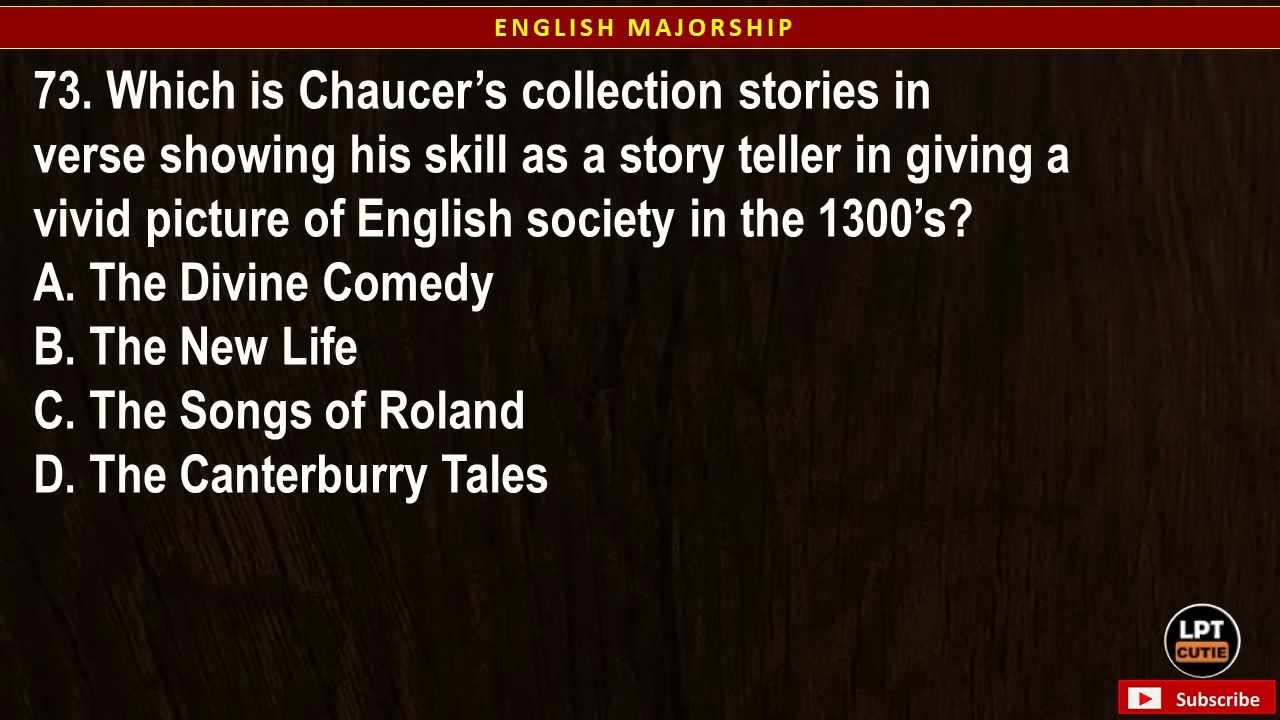 ENGLISH MAJORSHIP
73. Which is Chaucer’s collection stories in
verse showing his skill as a story teller in giving a
vivid picture of English society in the 1300’s?
A. The Divine Comedy
B. The New Life
C. The Songs of Roland
D. The Canterburry Tales
LPT
CUTIE
Subscribe